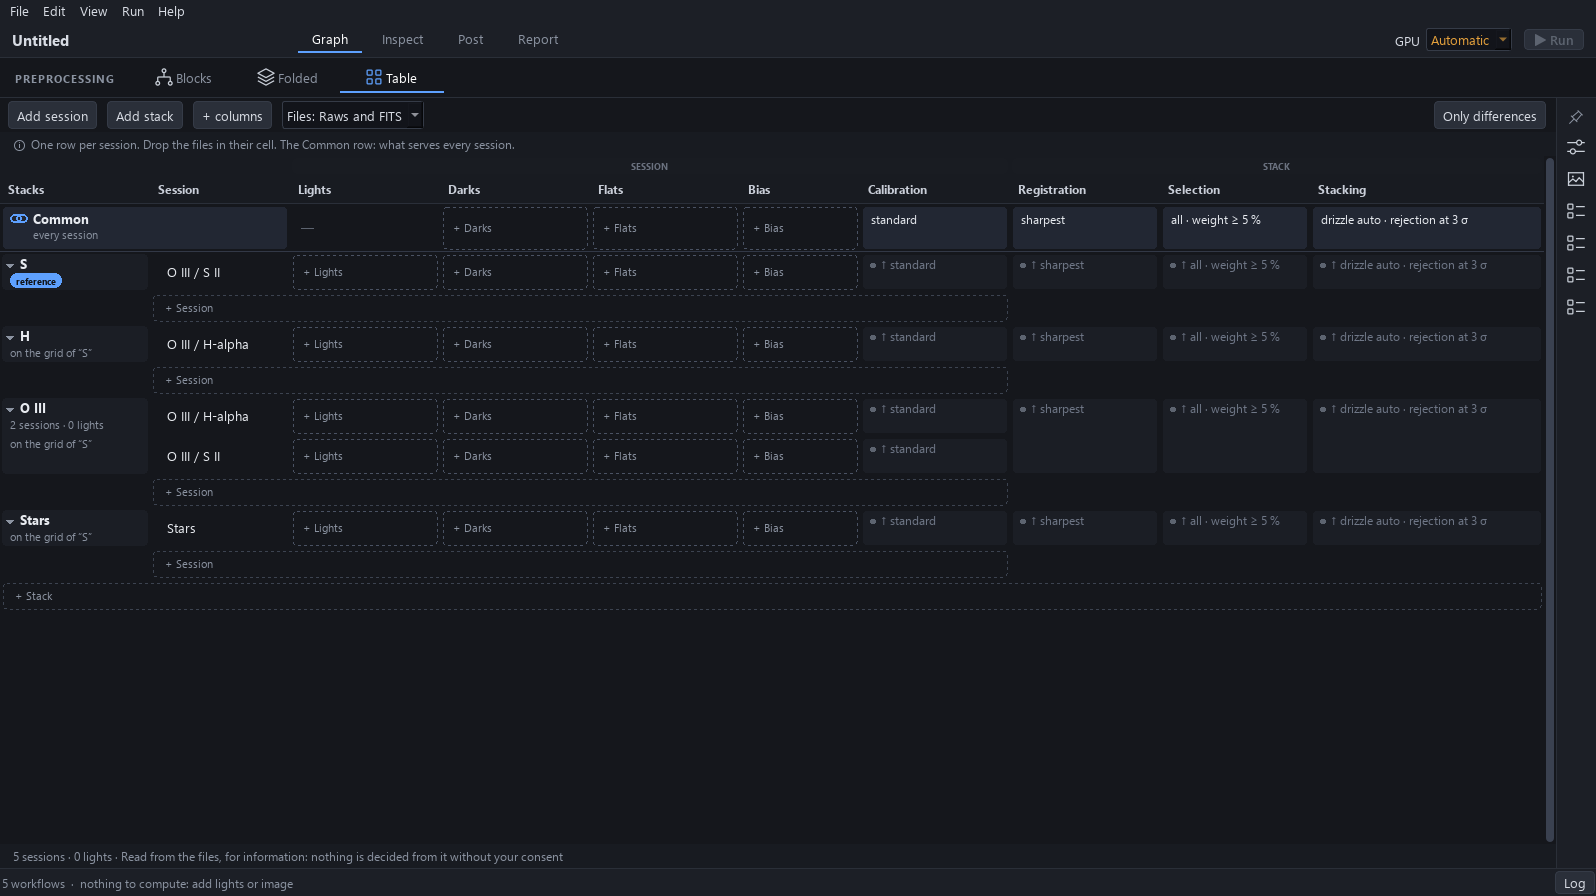 File Edit View Run Help
Untitled Graph Inspect Post Report GPU Automatic Run
PREPROCESSING Blocks Folded Table
Add session Add stack + columns Files: Raws and FITS Only differences
One row per session. Drop the files in their cell. The Common row: what serves every session.
SESSION STACK
Stacks Session Lights Darks Flats Bias Calibration Registration Selection Stacking
Common — + Darks + Flats + Bias standard sharpest all · weight ≥ 5 % drizzle auto · rejection at 3 σ
every session
S O III / S II + Lights + Darks + Flats + Bias ↑ standard ↑ sharpest ↑ all · weight ≥ 5 % ↑ drizzle auto · rejection at 3 σ
reference
+ Session
H O III / H-alpha + Lights + Darks + Flats + Bias ↑ standard ↑ sharpest ↑ all · weight ≥ 5 % ↑ drizzle auto · rejection at 3 σ
on the grid of “S”
+ Session
O III O III / H-alpha + Lights + Darks + Flats + Bias ↑ standard ↑ sharpest ↑ all · weight ≥ 5 % ↑ drizzle auto · rejection at 3 σ
2 sessions · 0 lights
on the grid of “S”
O III / S II + Lights + Darks + Flats + Bias ↑ standard
+ Session
Stars Stars + Lights + Darks + Flats + Bias ↑ standard ↑ sharpest ↑ all · weight ≥ 5 % ↑ drizzle auto · rejection at 3 σ
on the grid of “S”
+ Session
+ Stack
5 sessions · 0 lights · Read from the files, for information: nothing is decided from it without your consent
5 workflows · nothing to compute: add lights or image Log